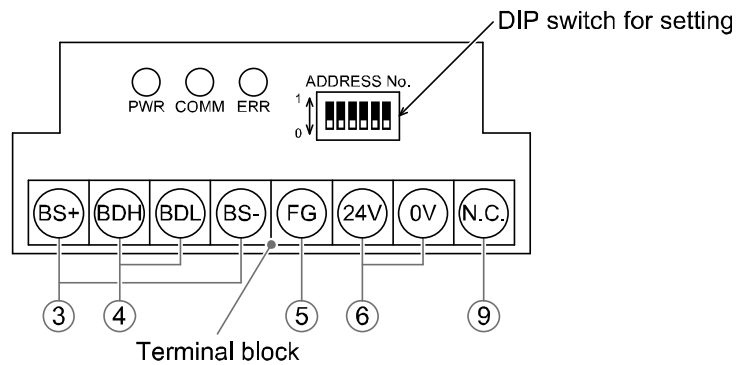 DIP switch for setting
ADDRESS No.
PWR COMM ERR
1
0
BS+ BDH BDL BS- FG 24V 0V N.C.
③ ④ ⑤ ⑥ ⑨
Terminal block